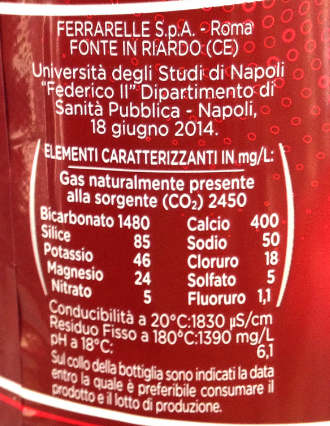 FERRARELLE S.p.A. - Roma
FONTE IN RIARDO (CE)
Università degli Studi di Napoli
"Federico II" Dipartimento di
Sanità Pubblica - Napoli,
18 giugno 2014.
ELEMENTI CARATTERIZZANTI IN mg/L:
Gas naturalmente presente
alla sorgente (CO₂) 2450
Bicarbonato 1480 Calcio 400
Silice 85 Sodio 50
Potassio 46 Cloruro 18
Magnesio 24 Solfato 5
Nitrato 5 Fluoruro 1,1
Conducibilità a 20°C:1830 µS/cm
Residuo Fisso a 180°C:1390 mg/L
pH a 18°C: 6,1
Sul collo della bottiglia sono indicati la data
entro la quale è preferibile consumare il
prodotto e il lotto di produzione.